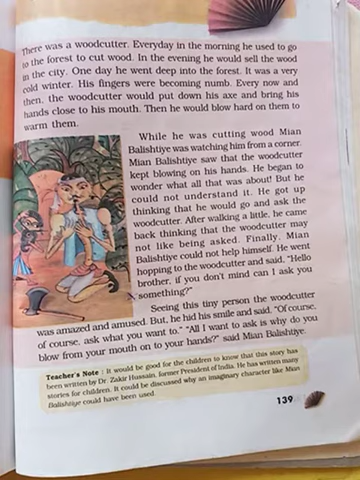 There was a woodcutter. Everyday in the morning he used to go
to the forest to cut wood. In the evening he would sell the wood
in the city. One day he went deep into the forest. It was a very
cold winter. His fingers were becoming numb. Every now and
then, the woodcutter would put down his axe and bring his
hands close to his mouth. Then he would blow hard on them to
warm them.
While he was cutting wood Mian
Balishtiye was watching him from a corner.
Mian Balishtiye saw that the woodcutter
kept blowing on his hands. He began to
wonder what all that was about! But he
could not understand it. He got up
thinking that he would go and ask the
woodcutter. After walking a little, he came
back thinking that the woodcutter may
not like being asked. Finally, Mian
Balishtiye could not help himself. He went
hopping to the woodcutter and said, "Hello
brother, if you don't mind can I ask you
something?"
Seeing this tiny person the woodcutter
was amazed and amused. But, he hid his smile and said, "Of course,
of course, ask what you want to." "All I want to ask is why do you
blow from your mouth on to your hands?" said Mian Balishtiye.
Teacher's Note : It would be good for the children to know that this story has
been written by Dr. Zakir Hussain, former President of India. He has written many
stories for children. It could be discussed why an imaginary character like Mian
Balishtiye could have been used.
139